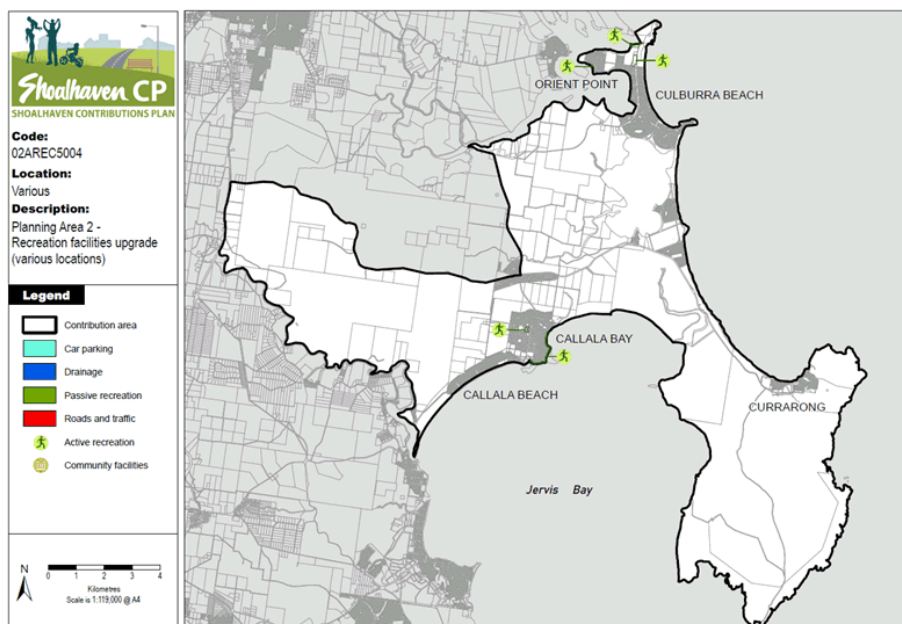 Shoalhaven CP
SHOALHAVEN CONTRIBUTIONS PLAN
Code:
02AREC5004
Location:
Various
Description:
Planning Area 2 -
Recreation facilities upgrade
(various locations)
Legend
Contribution area
Car parking
Drainage
Passive recreation
Roads and traffic
Active recreation
Community facilities
N
0 1 2 3 4
Kilometres
Scale is 1:119,000 @ A4
ORIENT POINT
CULBURRA BEACH
CALLALA BAY
CALLALA BEACH
CURRARONG
Jervis Bay